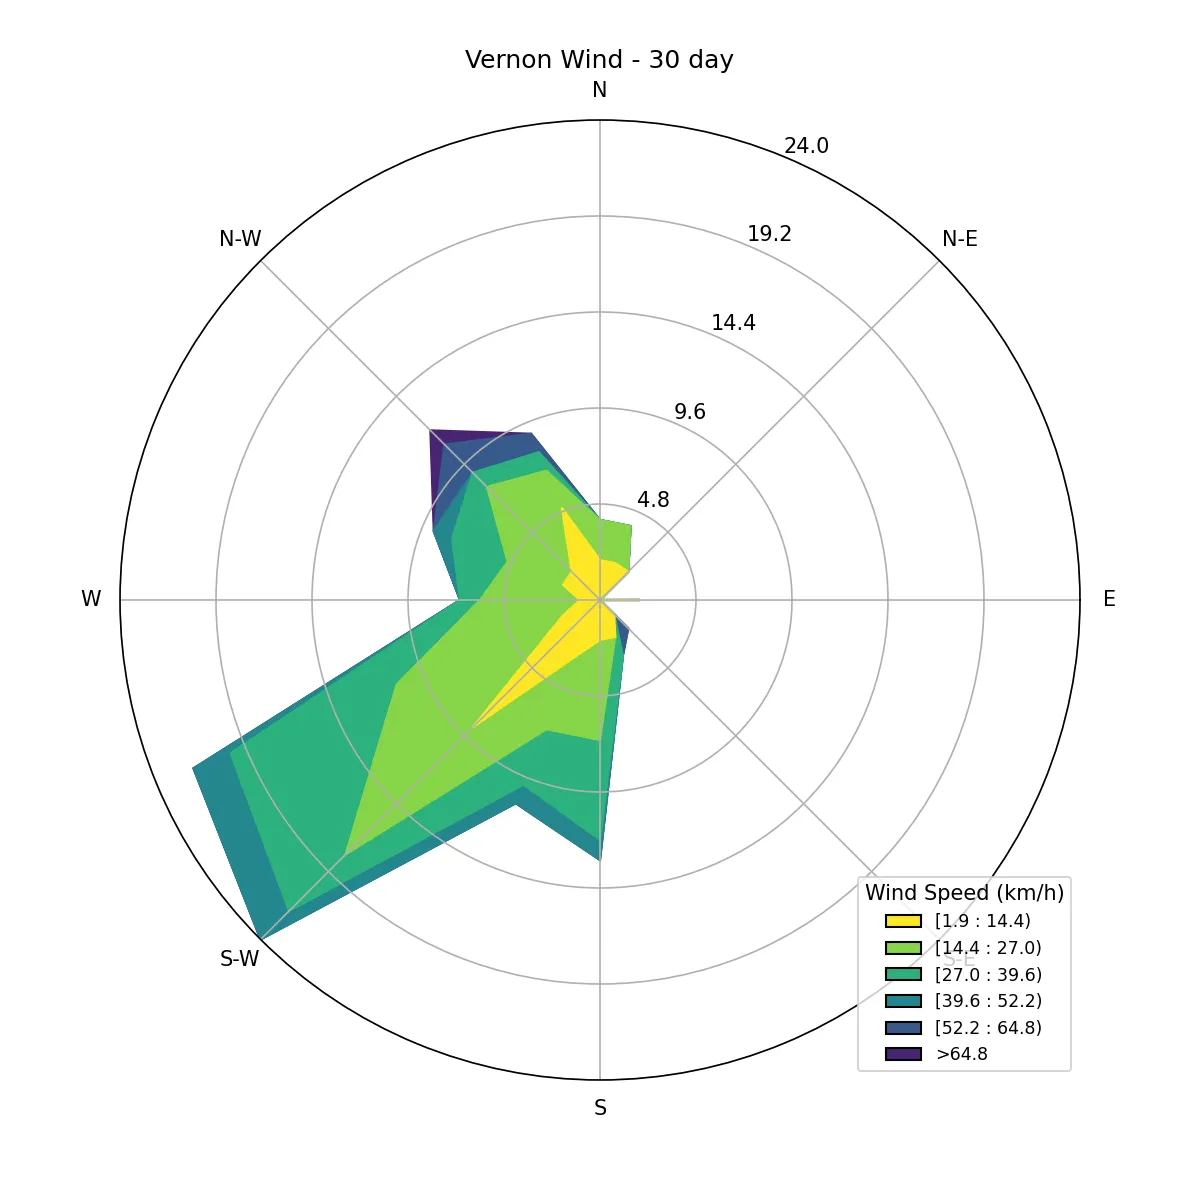 Vernon Wind - 30 day
N
24.0
19.2
N-W
N-E
14.4
9.6
4.8
W
E
S-W
S-E
Wind Speed (km/h)
[1.9 : 14.4)
[14.4 : 27.0)
[27.0 : 39.6)
[39.6 : 52.2)
[52.2 : 64.8)
>64.8
S